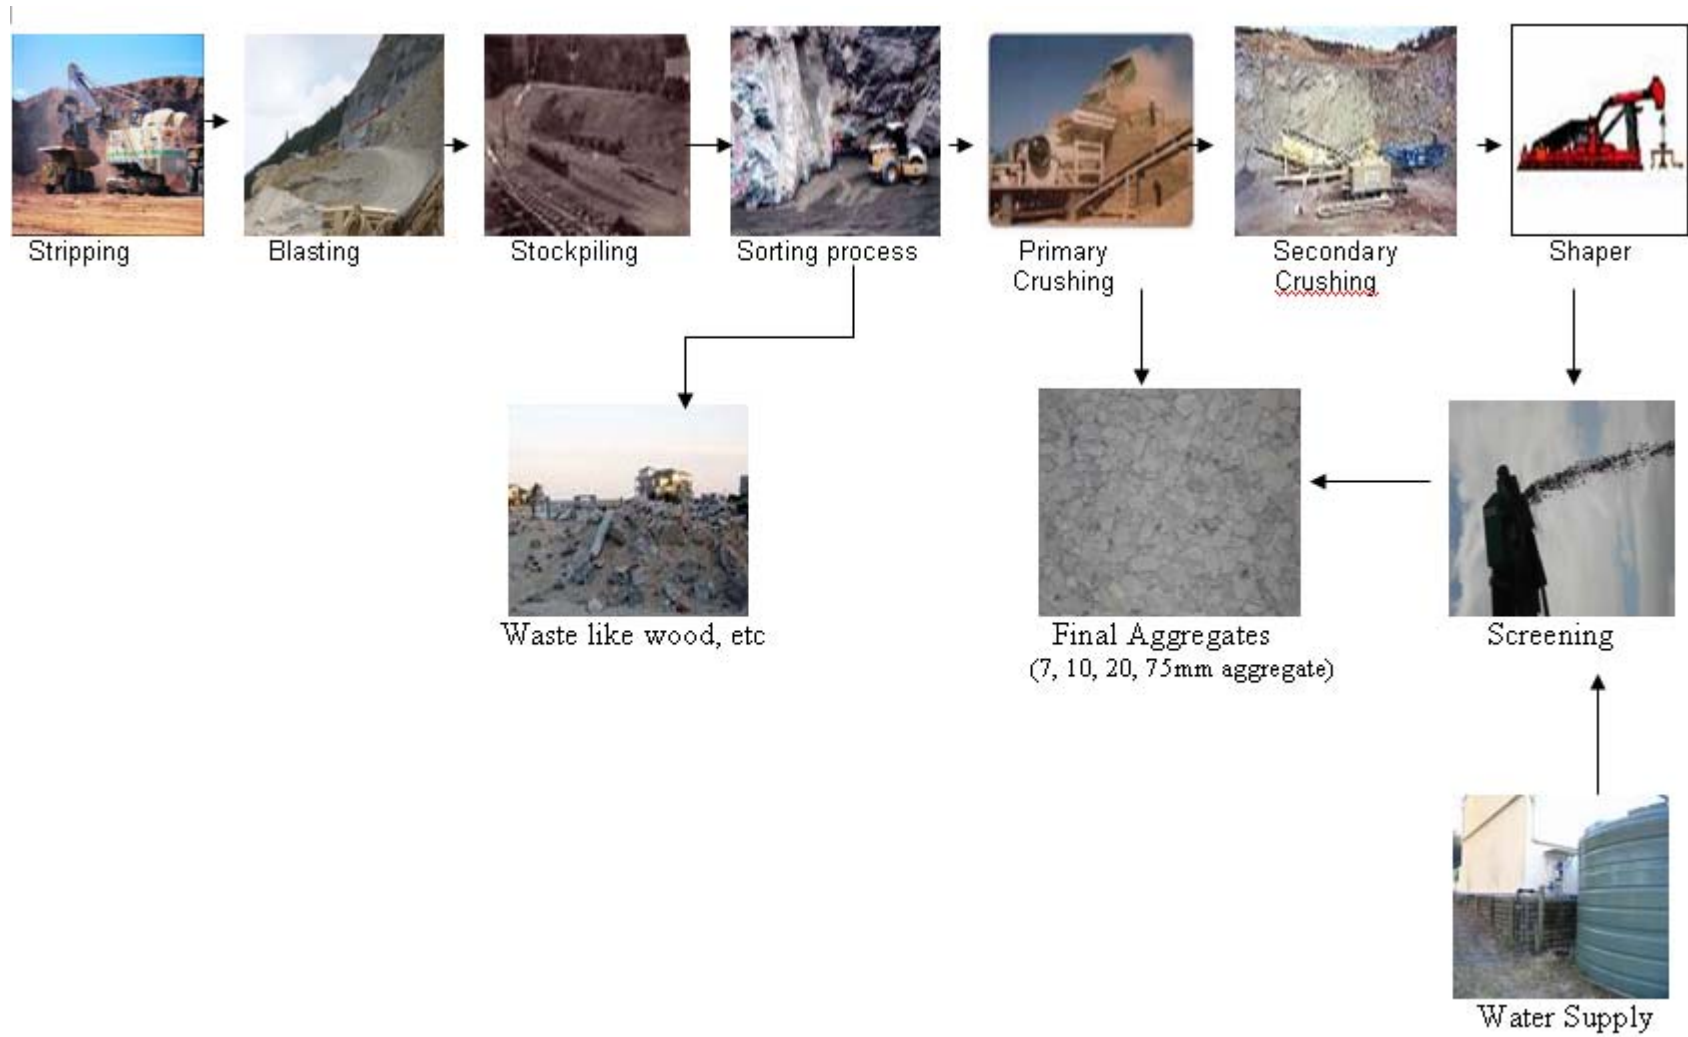 Stripping
Blasting
Stockpiling
Sorting process
Primary
Crushing
Secondary
Crushing
Shaper
Waste like wood, etc
Final Aggregates
(7, 10, 20, 75mm aggregate)
Screening
Water Supply